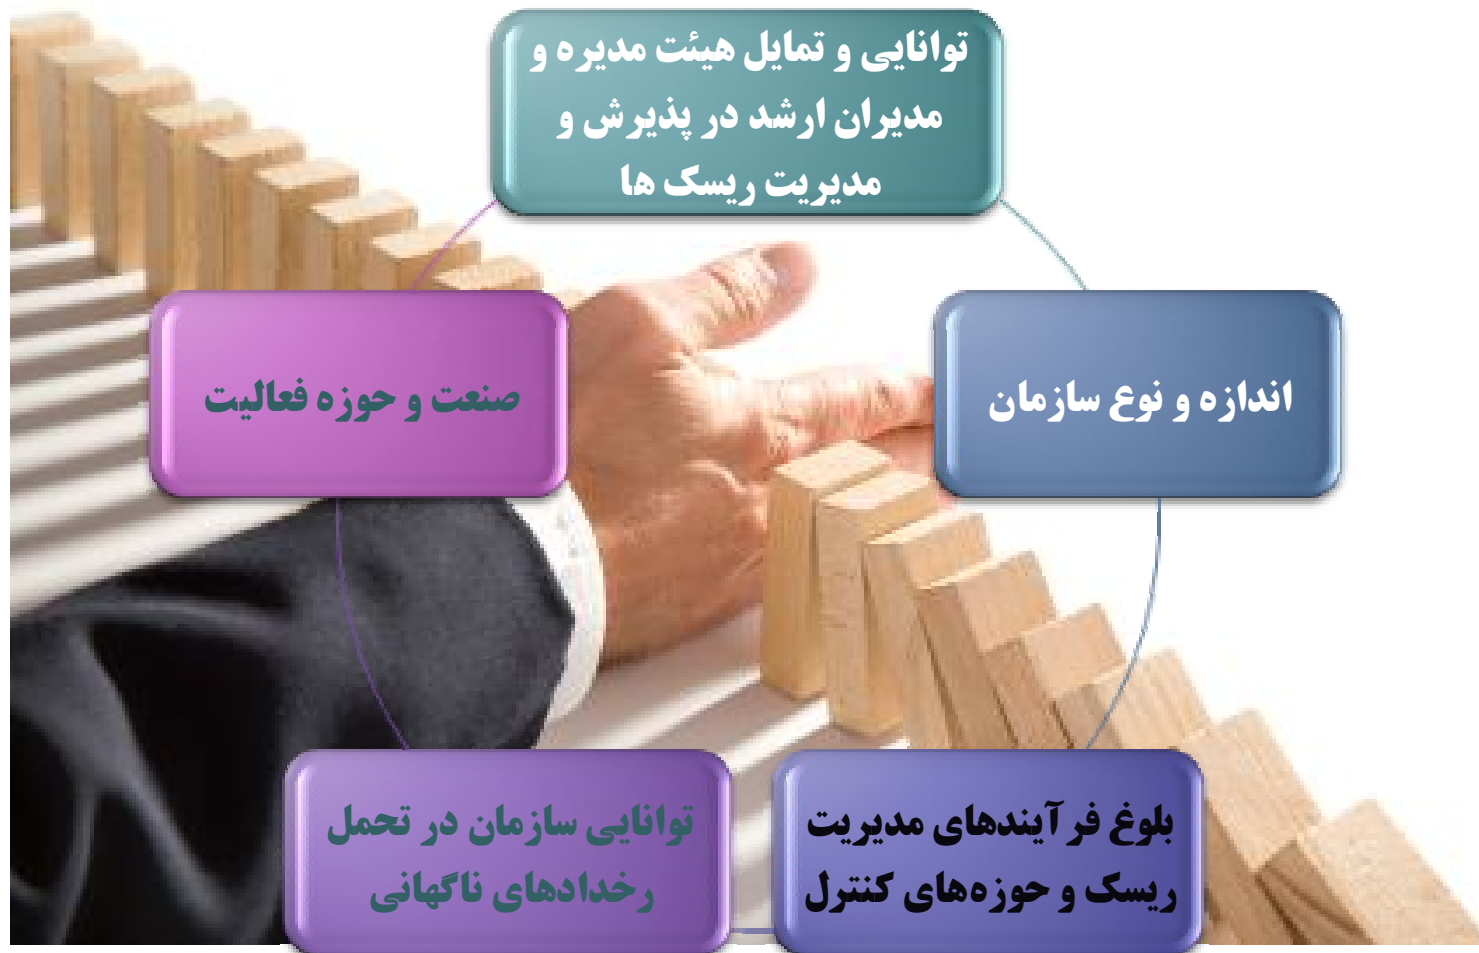 توانایی و تمایل هیئت مدیره و
مدیران ارشد در پذیرش و
مدیریت ریسک ها
اندازه و نوع سازمان
صنعت و حوزه فعالیت
بلوغ فرآیندهای مدیریت
ریسک و حوزه‌های کنترل
توانایی سازمان در تحمل
رخدادهای ناگهانی